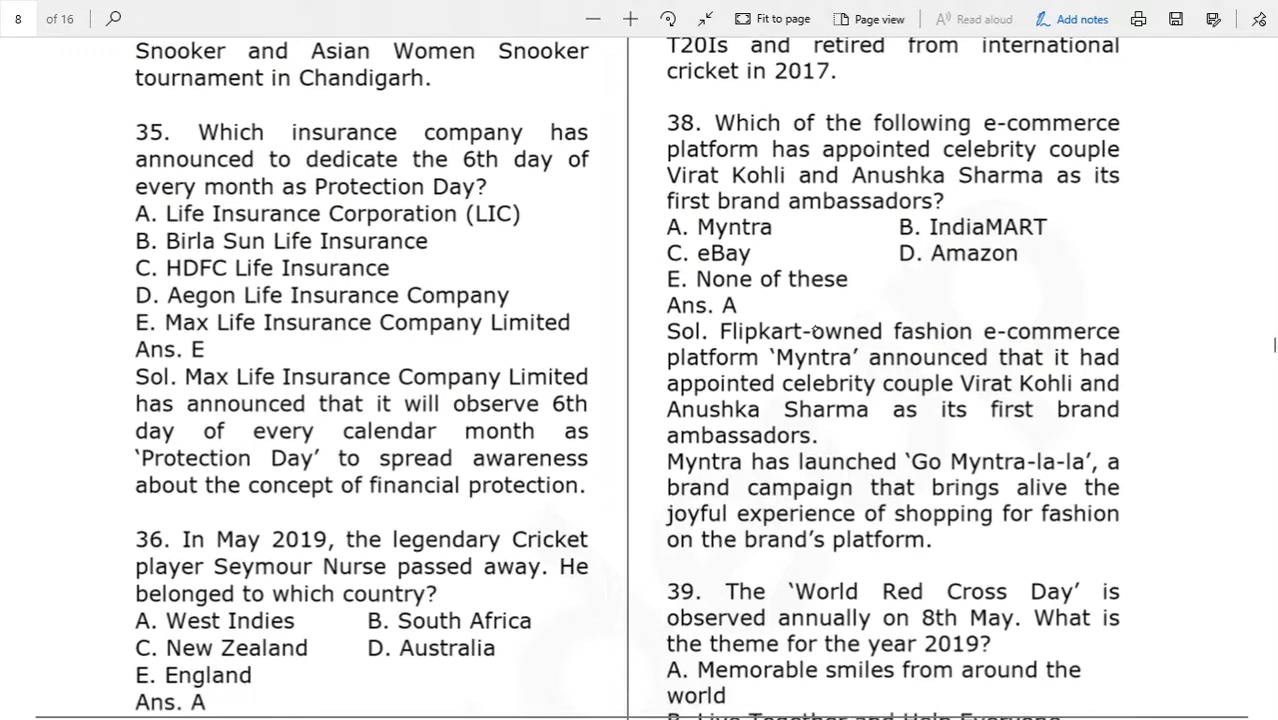 8 of 16
Fit to page
Page view
Read aloud
Add notes
Snooker and Asian Women Snooker
tournament in Chandigarh.
35. Which insurance company has
announced to dedicate the 6th day of
every month as Protection Day?
A. Life Insurance Corporation (LIC)
B. Birla Sun Life Insurance
C. HDFC Life Insurance
D. Aegon Life Insurance Company
E. Max Life Insurance Company Limited
Ans. E
Sol. Max Life Insurance Company Limited
has announced that it will observe 6th
day of every calendar month as
‘Protection Day’ to spread awareness
about the concept of financial protection.
36. In May 2019, the legendary Cricket
player Seymour Nurse passed away. He
belonged to which country?
A. West Indies B. South Africa
C. New Zealand D. Australia
E. England
Ans. A
T20Is and retired from international
cricket in 2017.
38. Which of the following e-commerce
platform has appointed celebrity couple
Virat Kohli and Anushka Sharma as its
first brand ambassadors?
A. Myntra B. IndiaMART
C. eBay D. Amazon
E. None of these
Ans. A
Sol. Flipkart-owned fashion e-commerce
platform ‘Myntra’ announced that it had
appointed celebrity couple Virat Kohli and
Anushka Sharma as its first brand
ambassadors.
Myntra has launched ‘Go Myntra-la-la’, a
brand campaign that brings alive the
joyful experience of shopping for fashion
on the brand’s platform.
39. The ‘World Red Cross Day’ is
observed annually on 8th May. What is
the theme for the year 2019?
A. Memorable smiles from around the
world
B. Live Together and Help Everyone